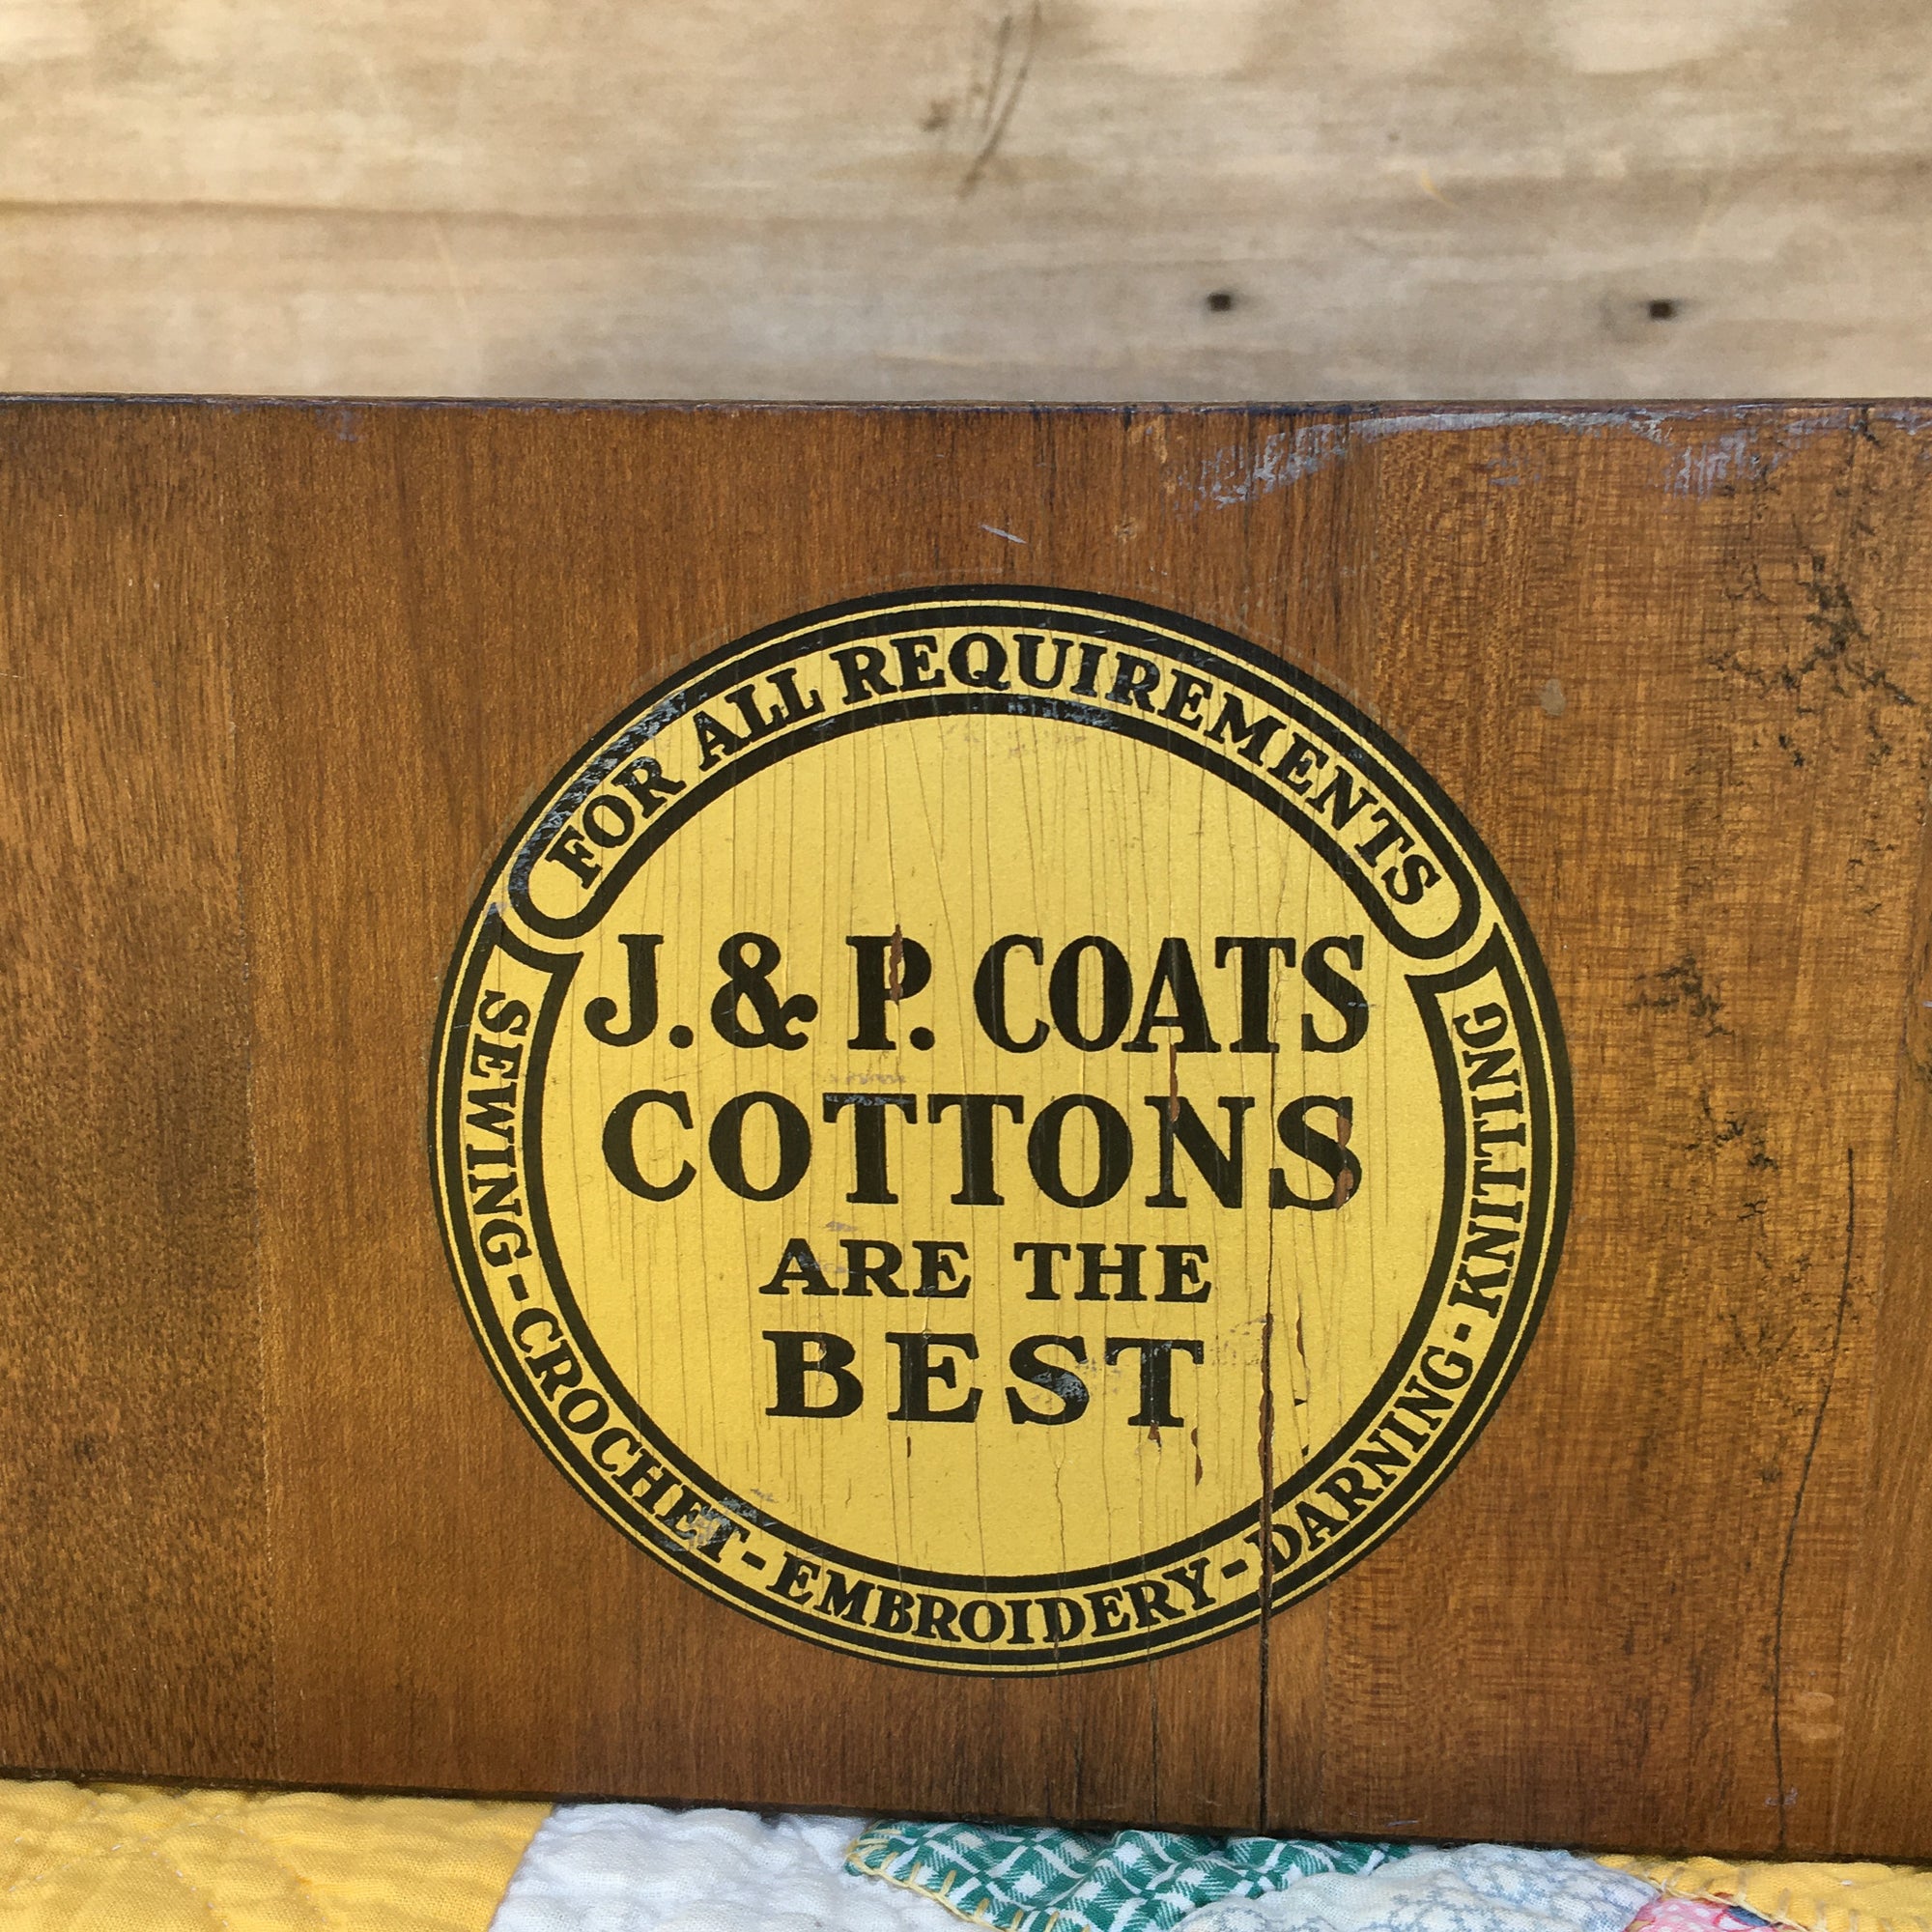 FOR ALL REQUIREMENTS
J. & P. COATS
COTTONS
ARE THE
BEST
SEWING - CROCHET - EMBROIDERY - DARNING - KNITTING